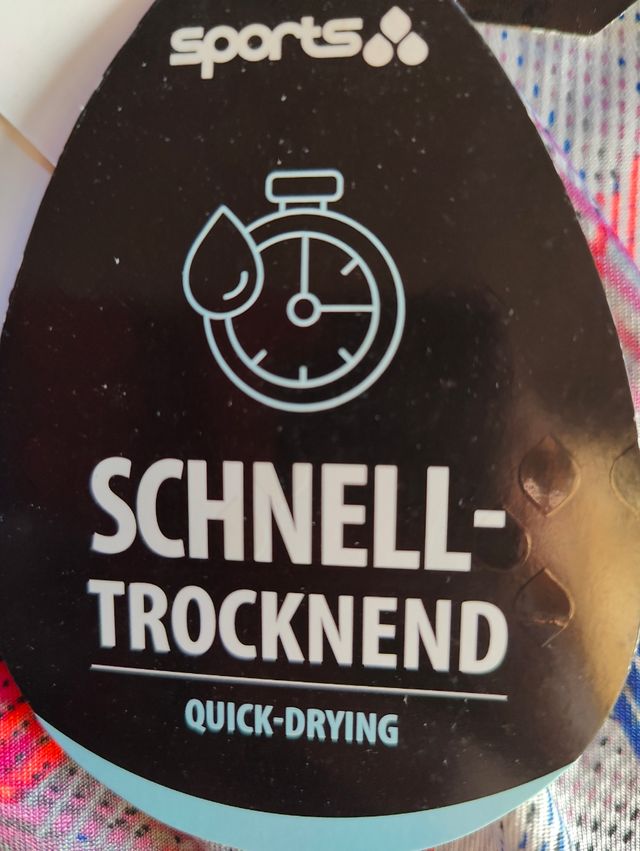 sports
SCHNELL-
TROCKNEND
QUICK-DRYING